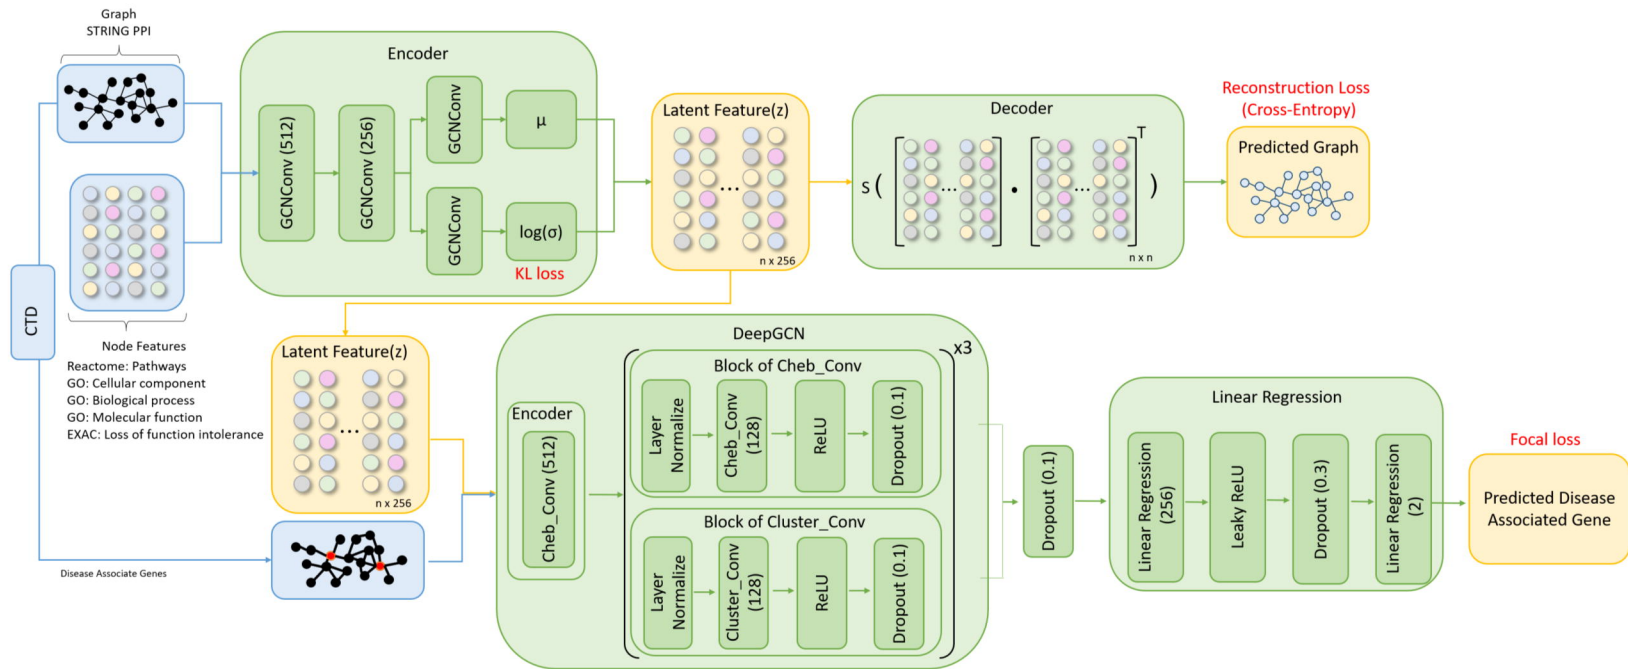 Graph
STRING PPI
CTD
Node Features
Reactome: Pathways
GO: Cellular component
GO: Biological process
GO: Molecular function
EXAC: Loss of function intolerance
Disease Associate Genes
Encoder
GCNConv (512)
GCNConv (256)
GCNConv
μ
GCNConv
log(σ)
KL loss
Latent Feature(z)
...
n x 256
Decoder
S ( [ ... ] . [ ... ] T )
n x n
Reconstruction Loss
(Cross-Entropy)
Predicted Graph
Latent Feature(z)
...
n x 256
DeepGCN
x3
Encoder
Cheb_Conv (512)
Block of Cheb_Conv
Layer
Normalize
Cheb_Conv
(128)
ReLU
Dropout (0.1)
Block of Cluster_Conv
Layer
Normalize
Cluster_Conv
(128)
ReLU
Dropout (0.1)
Dropout (0.1)
Linear Regression
Linear Regression
(256)
Leaky ReLU
Dropout (0.3)
Linear Regression
(2)
Focal loss
Predicted Disease
Associated Gene